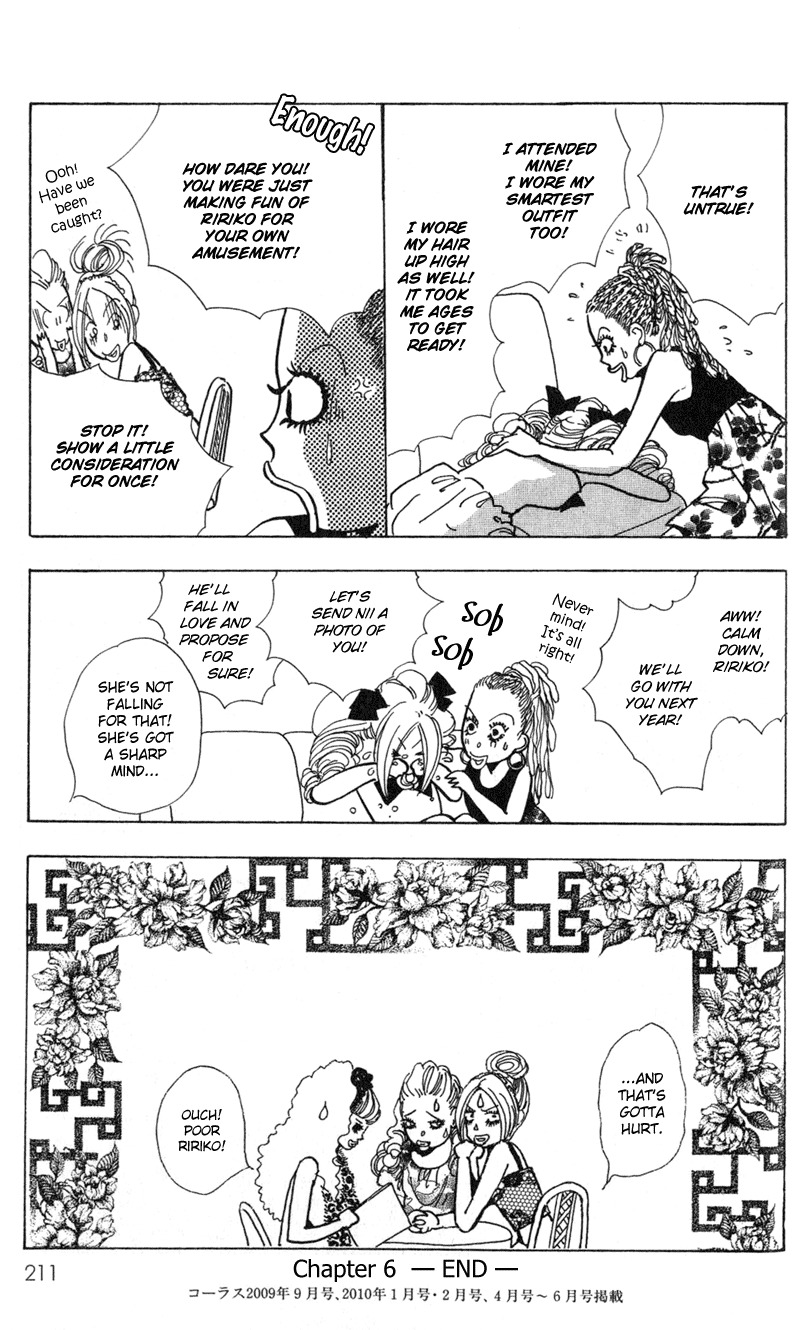 THAT'S
UNTRUE!
I ATTENDED
MINE!
I WORE MY
SMARTEST
OUTFIT
TOO!
I WORE
MY HAIR
UP HIGH
AS WELL!
IT TOOK
ME AGES
TO GET
READY!
Enough!
HOW DARE YOU!
YOU WERE JUST
MAKING FUN OF
RIRIKO FOR
YOUR OWN
AMUSEMENT!
Ooh!
Have we
been
caught?
STOP IT!
SHOW A LITTLE
CONSIDERATION
FOR ONCE!
AWW!
CALM
DOWN,
RIRIKO!
WE'LL
GO WITH
YOU NEXT
YEAR!
Never
mind!
It's all
right!
Sob
Sob
LET'S
SEND NII A
PHOTO OF
YOU!
HE'LL
FALL IN
LOVE AND
PROPOSE
FOR
SURE!
SHE'S NOT
FALLING
FOR THAT!
SHE'S GOT
A SHARP
MIND...
...AND
THAT'S
GOTTA
HURT.
OUCH!
POOR
RIRIKO!
211
Chapter 6 — END —
コーラス2009年9月号、2010年1月号・2月号、4月号～6月号掲載